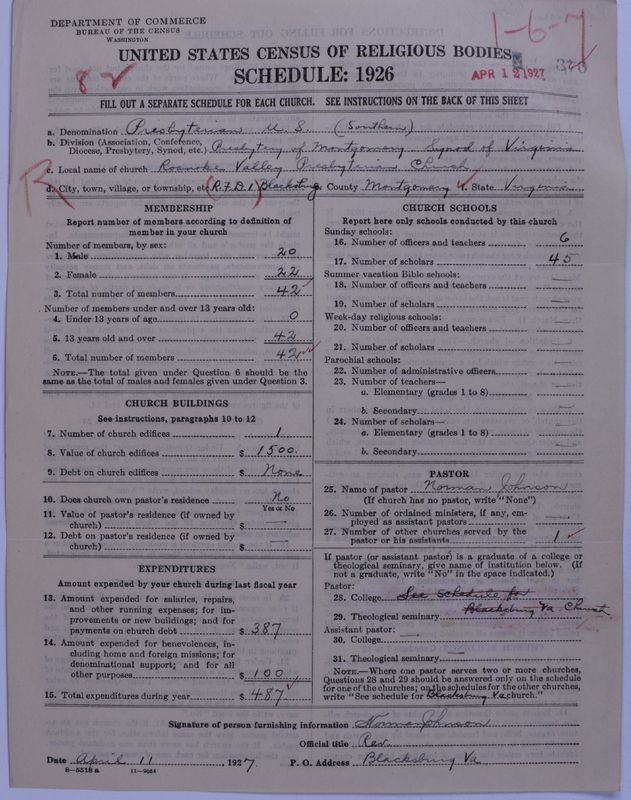 DEPARTMENT OF COMMERCE
BUREAU OF THE CENSUS
WASHINGTON
1-6-7
UNITED STATES CENSUS OF RELIGIOUS BODIES
APR 12 1927
SCHEDULE: 1926
FILL OUT A SEPARATE SCHEDULE FOR EACH CHURCH. SEE INSTRUCTIONS ON THE BACK OF THIS SHEET
a. Denomination Presbyterian U.S. (Southern)
b. Division (Association, Conference, Diocese, Presbytery, Synod, etc.) Presbytery of Montgomery Synod of Virginia
c. Local name of church Roanoke Valley Presbyterian Church
R
d. City, town, village, or township, etc. (R.F.D. 1) Blacksburg County Montgomery State Virginia
MEMBERSHIP
Report number of members according to definition of
member in your church
Number of members, by sex:
1. Male 20
2. Female 22
3. Total number of members 42
Number of members under and over 13 years old:
4. Under 13 years of age 0
5. 13 years old and over 42
6. Total number of members 42
NOTE.—The total given under Question 6 should be
same as the total of males and females given under Question 3.
CHURCH BUILDINGS
See instructions, paragraphs 10 to 12
7. Number of church edifices 1
8. Value of church edifices $ 1500.
9. Debt on church edifices $ None
10. Does church own pastor's residence No
Yes or No
11. Value of pastor's residence (if owned by
church) $ —
12. Debt on pastor's residence (if owned by
church) $ —
EXPENDITURES
Amount expended by your church during last fiscal year
13. Amount expended for salaries, repairs,
and other running expenses; for im-
provements or new buildings; and for
payments on church debt $ 387
14. Amount expended for benevolences, in-
cluding home and foreign missions; for
denominational support; and for all
other purposes $ 100
15. Total expenditures during year $ 487
CHURCH SCHOOLS
Report here only schools conducted by this church
Sunday schools:
16. Number of officers and teachers 6
17. Number of scholars 45
Summer vacation Bible schools:
18. Number of officers and teachers —
19. Number of scholars —
Week-day religious schools:
20. Number of officers and teachers —
21. Number of scholars —
Parochial schools:
22. Number of administrative officers —
23. Number of teachers—
a. Elementary (grades 1 to 8) —
b. Secondary —
24. Number of scholars—
a. Elementary (grades 1 to 8) —
b. Secondary —
PASTOR
25. Name of pastor Norman Johnson
(If church has no pastor, write "None")
26. Number of ordained ministers, if any, em-
ployed as assistant pastors —
27. Number of other churches served by the
pastor or his assistants 1
If pastor (or assistant pastor) is a graduate of a college or
theological seminary, give name of institution below. (If
not a graduate, write "No" in the space indicated.)
Pastor:
28. College See Schedule for
29. Theological seminary Blacksburg Va. Church
Assistant pastor: —
30. College
31. Theological seminary —
NOTE.—Where one pastor serves two or more churches,
Questions 28 and 29 should be answered only on the schedule
for one of the churches; on the schedules for the other churches,
write "See schedule for Blacksburg Va church."
Signature of person furnishing information Norman Johnson
Official title Rev.
Date April 11, 1927 P. O. Address Blacksburg Va
8-5518a 11-9264